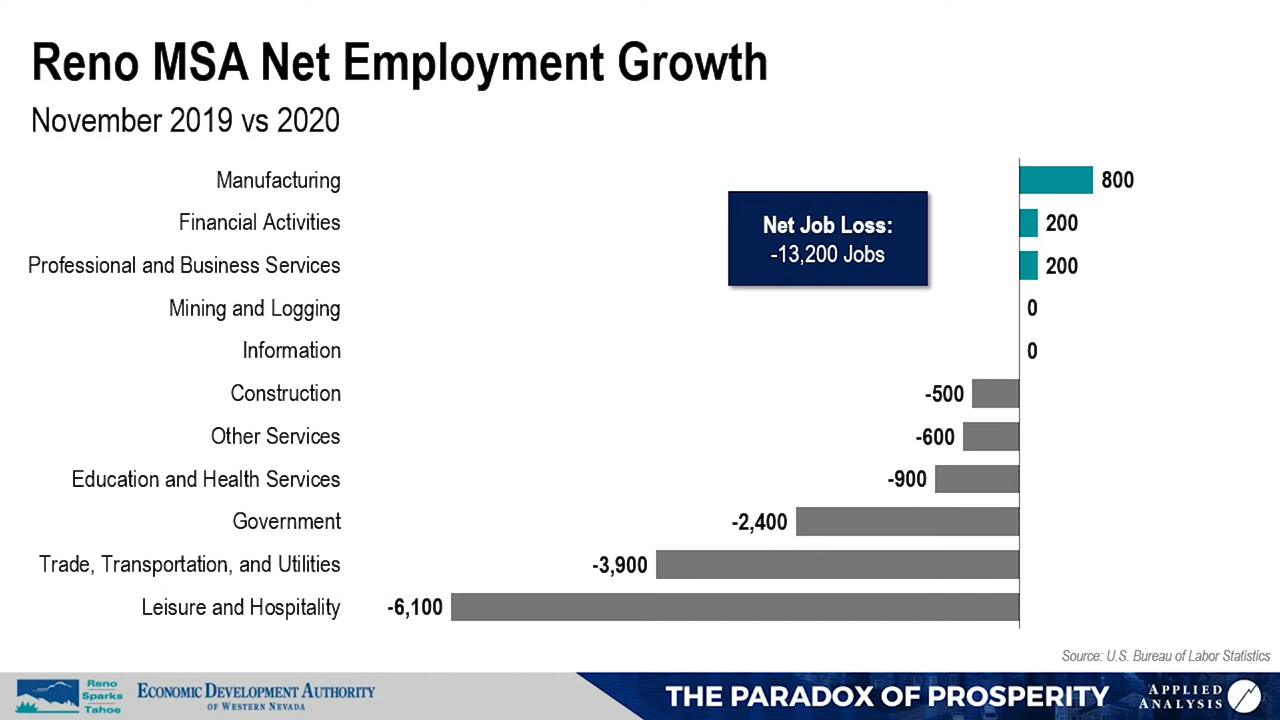 Reno MSA Net Employment Growth
November 2019 vs 2020
Manufacturing 800
Financial Activities 200
Professional and Business Services 200
Mining and Logging 0
Information 0
Construction -500
Other Services -600
Education and Health Services -900
Government -2,400
Trade, Transportation, and Utilities -3,900
Leisure and Hospitality -6,100
Net Job Loss:
-13,200 Jobs
Source: U.S. Bureau of Labor Statistics
Reno
Sparks
Tahoe
ECONOMIC DEVELOPMENT AUTHORITY
OF WESTERN NEVADA
THE PARADOX OF PROSPERITY
APPLIED
ANALYSIS